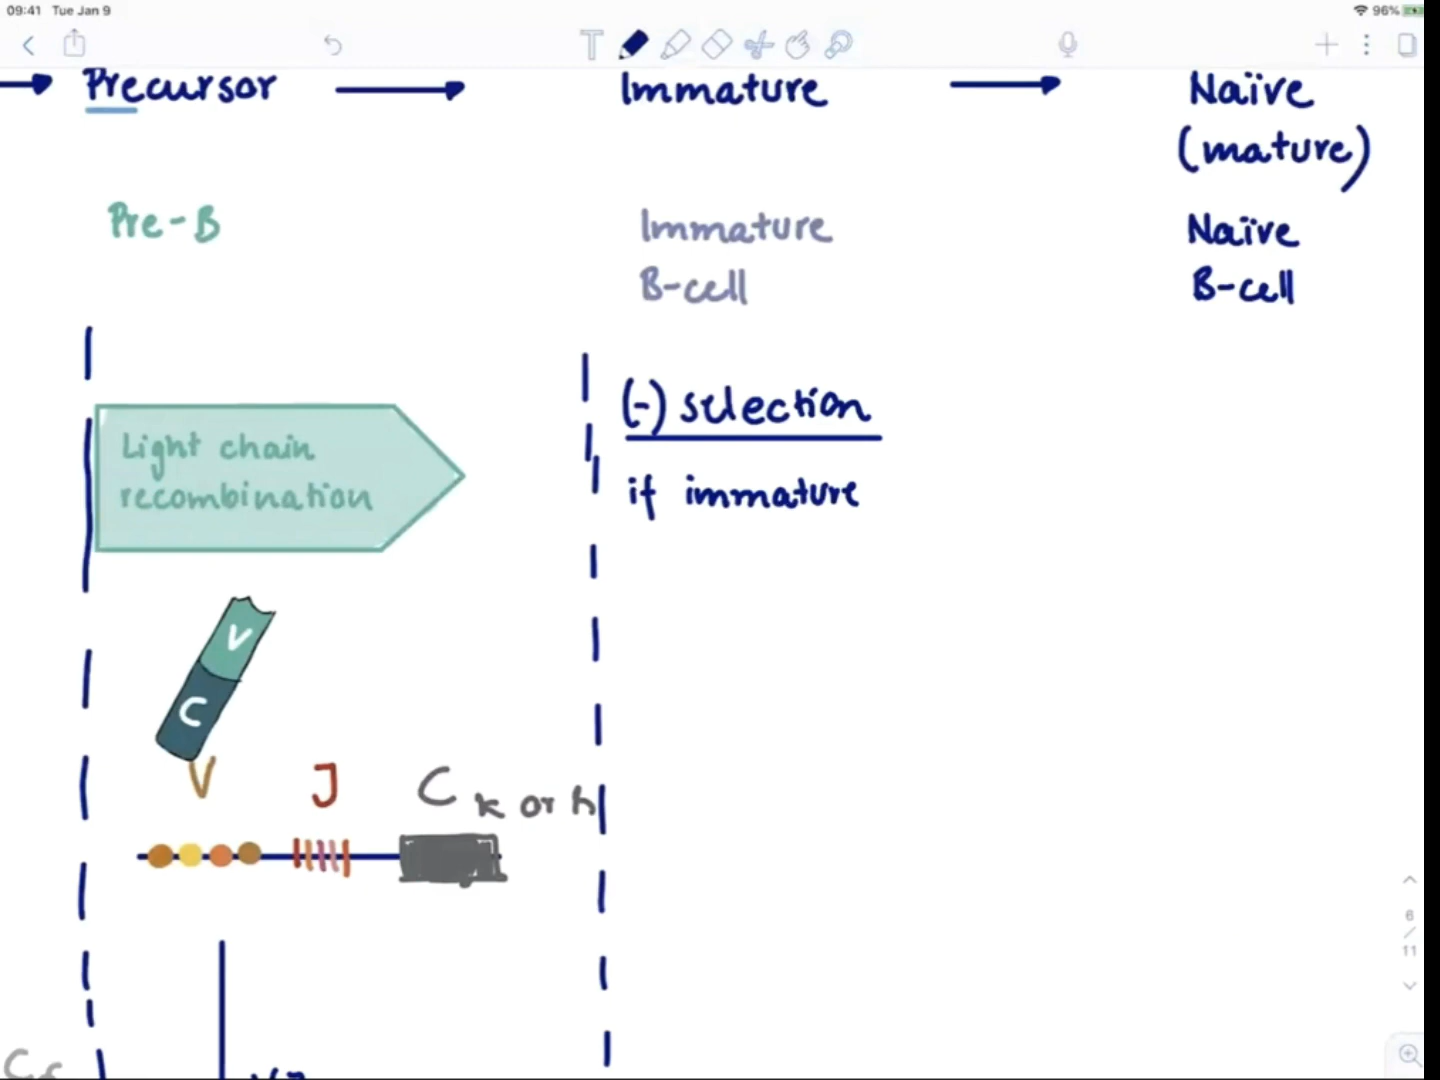 09:41 Tue Jan 9
96%
T
Precursor
Immature
Naïve
(mature)
Pre-B
Immature
B-cell
Naïve
B-cell
Light chain
recombination
(-) selection
if immature
V
C
V J C k or h
6
/
11